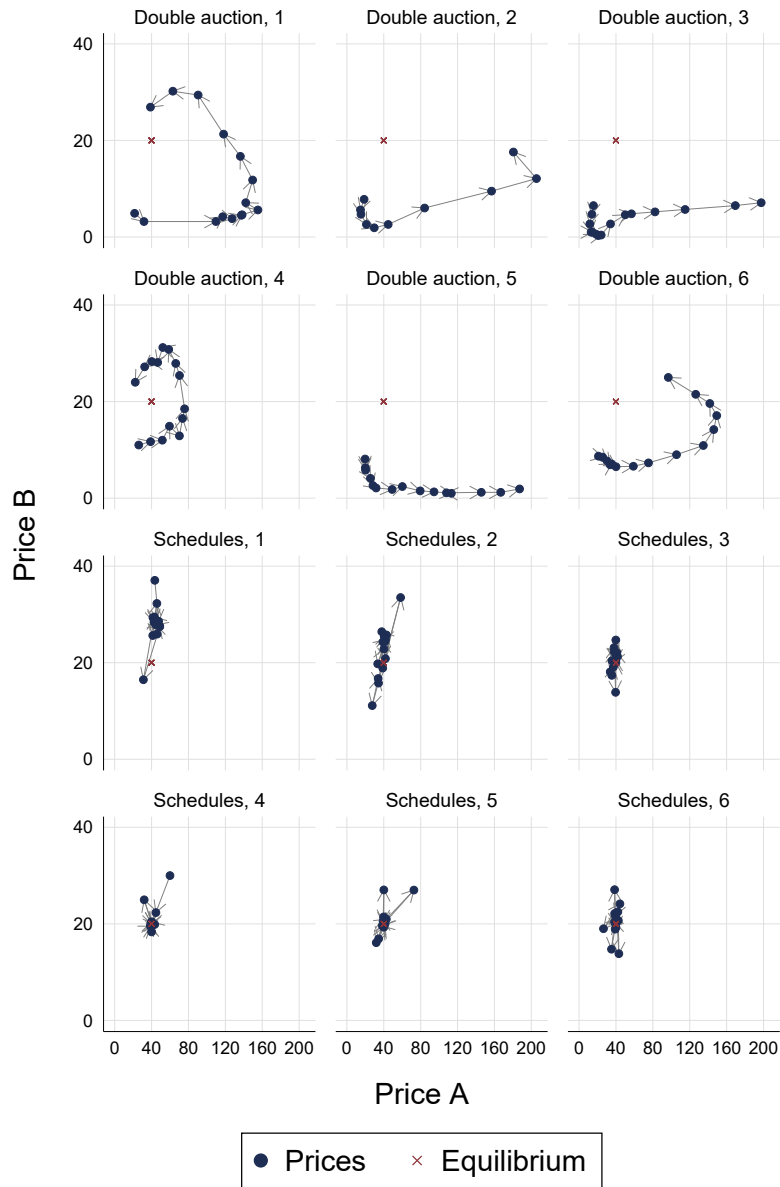 Double auction, 1
Double auction, 2
Double auction, 3
40
20
0
Double auction, 4
Double auction, 5
Double auction, 6
40
20
0
Price B
Schedules, 1
Schedules, 2
Schedules, 3
40
20
0
Schedules, 4
Schedules, 5
Schedules, 6
40
20
0
0 40 80 120 160 200
0 40 80 120 160 200
0 40 80 120 160 200
Price A
Prices
Equilibrium